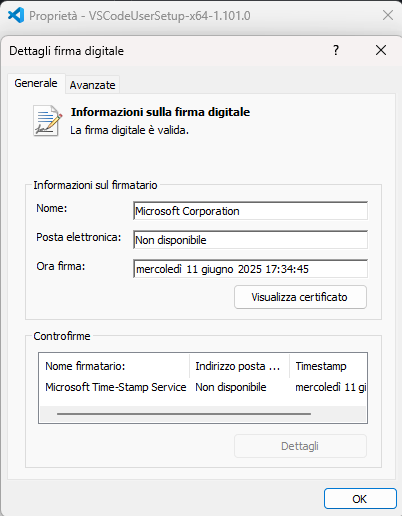 Proprietà - VSCodeUserSetup-x64-1.101.0
Dettagli firma digitale
Generale Avanzate
Informazioni sulla firma digitale
La firma digitale è valida.
Informazioni sul firmatario
Nome: Microsoft Corporation
Posta elettronica: Non disponibile
Ora firma: mercoledì 11 giugno 2025 17:34:45
Visualizza certificato
Controfirme
Nome firmatario: Indirizzo posta ... Timestamp
Microsoft Time-Stamp Service Non disponibile mercoledì 11 gi
Dettagli
OK